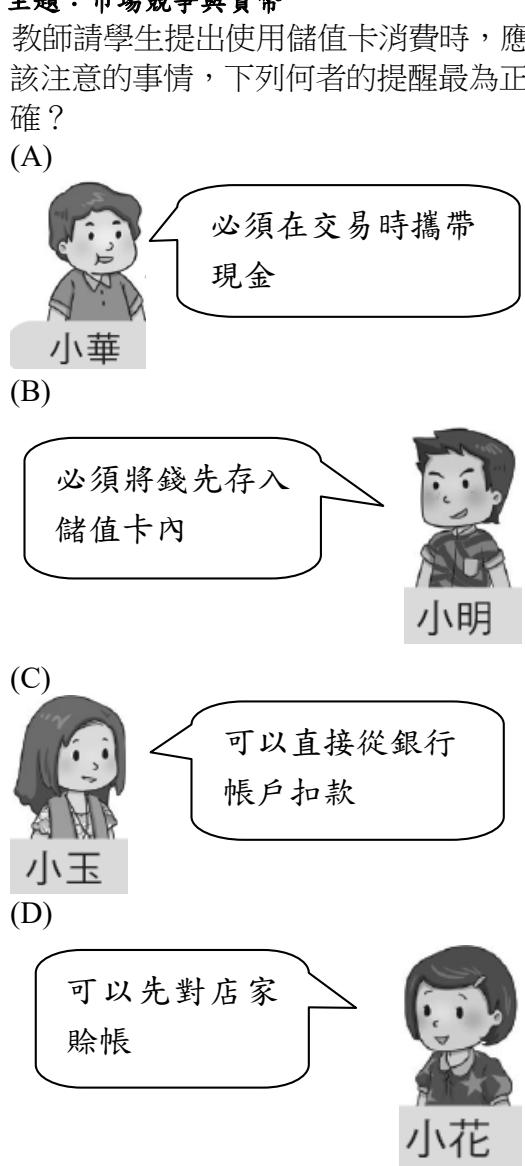 主題：市場競爭與貨幣
教師請學生提出使用儲值卡消費時，應
該注意的事情，下列何者的提醒最為正
確？
(A)
必須在交易時攜帶
現金
小華
(B)
必須將錢先存入
儲值卡內
小明
(C)
可以直接從銀行
帳戶扣款
小玉
(D)
可以先對店家
賒帳
小花